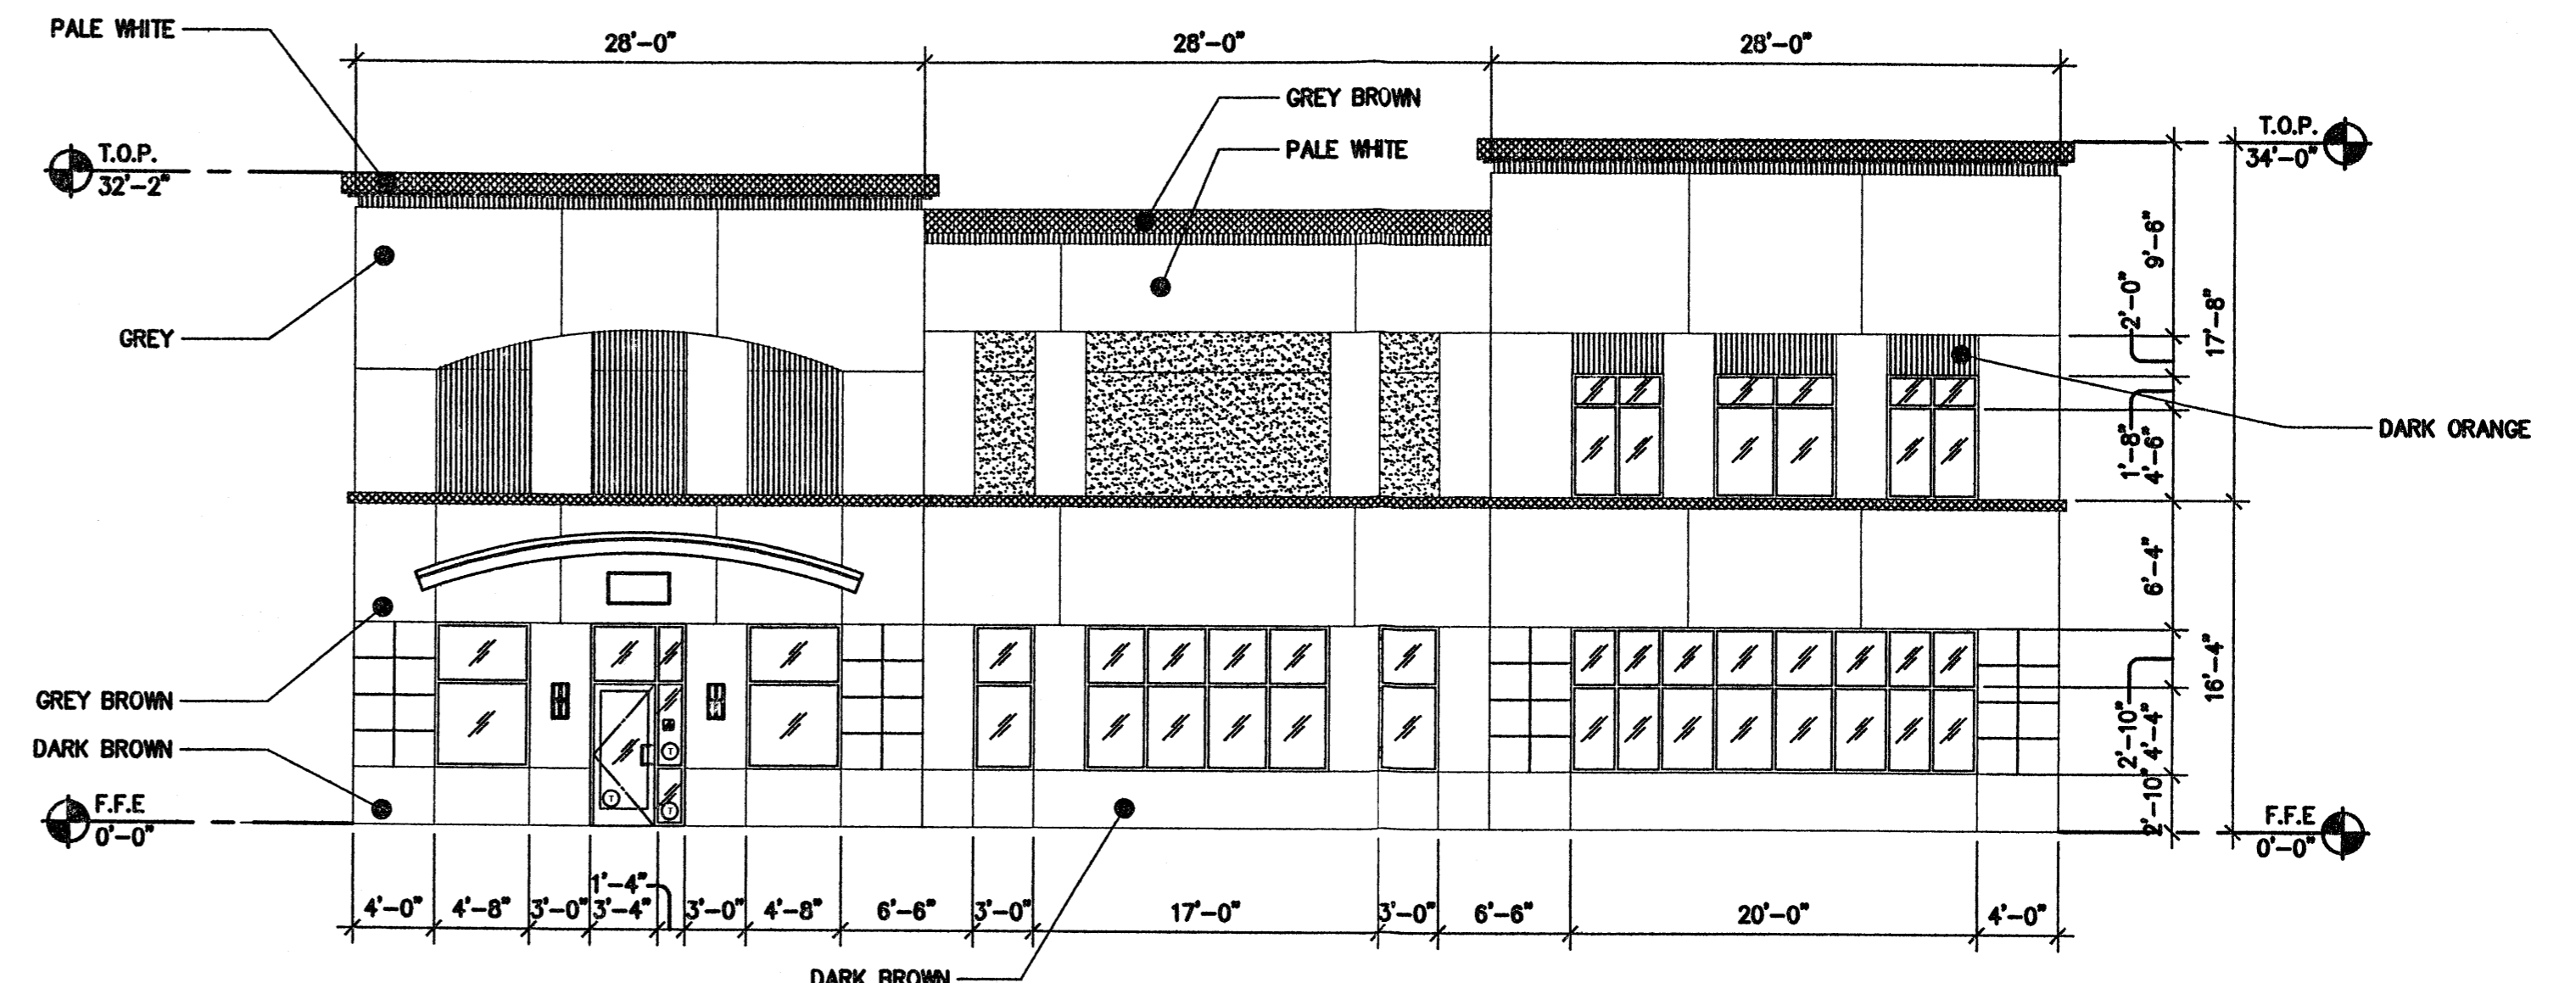 PALE WHITE
28'-0" 28'-0" 28'-0"
GREY BROWN
PALE WHITE
T.O.P.
32'-2"
T.O.P.
34'-0"
GREY
9'-6"
2'-0"
17'-8"
1'-8"
4'-6"
DARK ORANGE
6'-4"
16'-4"
2'-10"
4'-4"
2'-10"
GREY BROWN
DARK BROWN
T
T
T
F.F.E
0'-0"
F.F.E
0'-0"
1'-4"
4'-0" 4'-8" 3'-0" 3'-4" 3'-0" 4'-8" 6'-6" 3'-0" 17'-0" 3'-0" 6'-6" 20'-0" 4'-0"
DARK BROWN